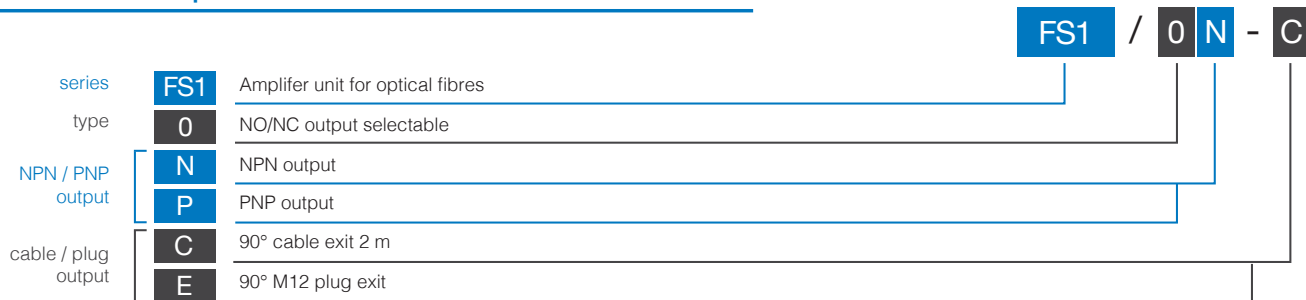 FS1 / 0 N - C
series FS1 Amplifer unit for optical fibres
type 0 NO/NC output selectable
NPN / PNP output
N NPN output
P PNP output
cable / plug output
C 90° cable exit 2 m
E 90° M12 plug exit